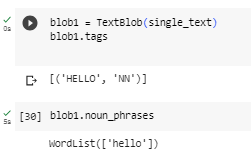 blob1 = TextBlob(single_text)
0s
blob1.tags
[('HELLO', 'NN')]
[30] blob1.noun_phrases
5s
WordList(['hello'])